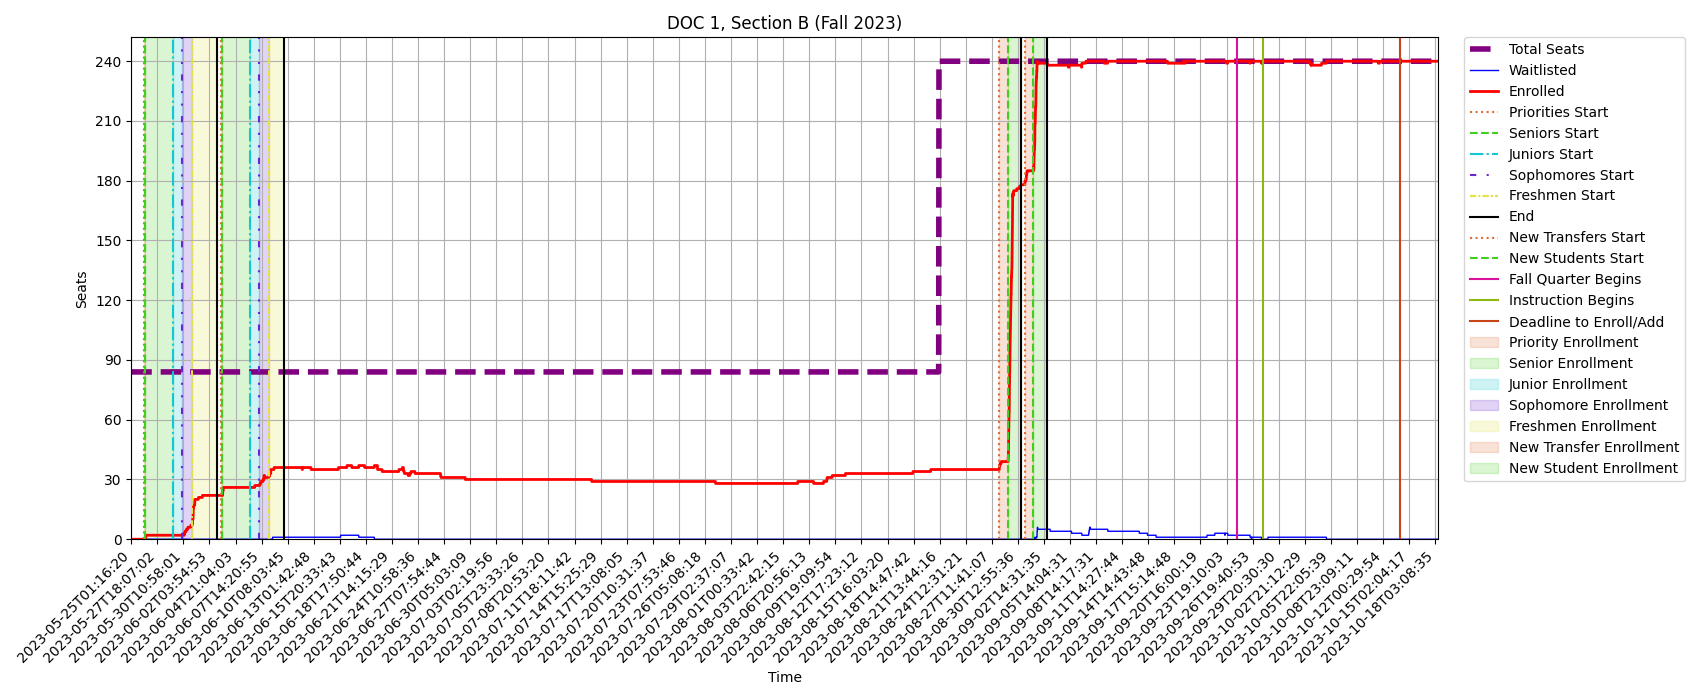 DOC 1, Section B (Fall 2023)
Seats
240
210
180
150
120
90
60
30
0
2023-05-25T01:16:20
2023-05-27T18:07:02
2023-05-30T10:58:01
2023-06-02T03:54:53
2023-06-04T21:04:03
2023-06-07T14:20:55
2023-06-10T08:03:45
2023-06-13T01:42:48
2023-06-15T20:33:43
2023-06-18T17:50:44
2023-06-21T14:15:29
2023-06-24T10:58:36
2023-06-27T07:54:44
2023-06-30T05:03:09
2023-07-03T02:19:56
2023-07-05T23:33:26
2023-07-08T20:53:20
2023-07-11T18:11:42
2023-07-14T15:25:29
2023-07-17T13:08:05
2023-07-20T10:31:37
2023-07-23T07:53:46
2023-07-26T05:08:18
2023-07-29T02:37:07
2023-08-01T00:33:42
2023-08-03T22:42:15
2023-08-06T20:56:13
2023-08-09T19:09:54
2023-08-12T17:23:12
2023-08-15T16:03:20
2023-08-18T14:47:42
2023-08-21T13:44:16
2023-08-24T12:31:21
2023-08-27T11:41:07
2023-08-30T12:55:36
2023-09-02T14:31:35
2023-09-05T14:04:31
2023-09-08T14:17:31
2023-09-11T14:27:44
2023-09-14T14:43:48
2023-09-17T15:14:48
2023-09-20T16:00:19
2023-09-23T19:10:03
2023-09-26T19:40:53
2023-09-29T20:30:30
2023-10-02T21:12:29
2023-10-05T22:05:39
2023-10-08T23:09:11
2023-10-12T00:29:54
2023-10-15T02:04:17
2023-10-18T03:08:35
Time
Total Seats
Waitlisted
Enrolled
Priorities Start
Seniors Start
Juniors Start
Sophomores Start
Freshmen Start
End
New Transfers Start
New Students Start
Fall Quarter Begins
Instruction Begins
Deadline to Enroll/Add
Priority Enrollment
Senior Enrollment
Junior Enrollment
Sophomore Enrollment
Freshmen Enrollment
New Transfer Enrollment
New Student Enrollment